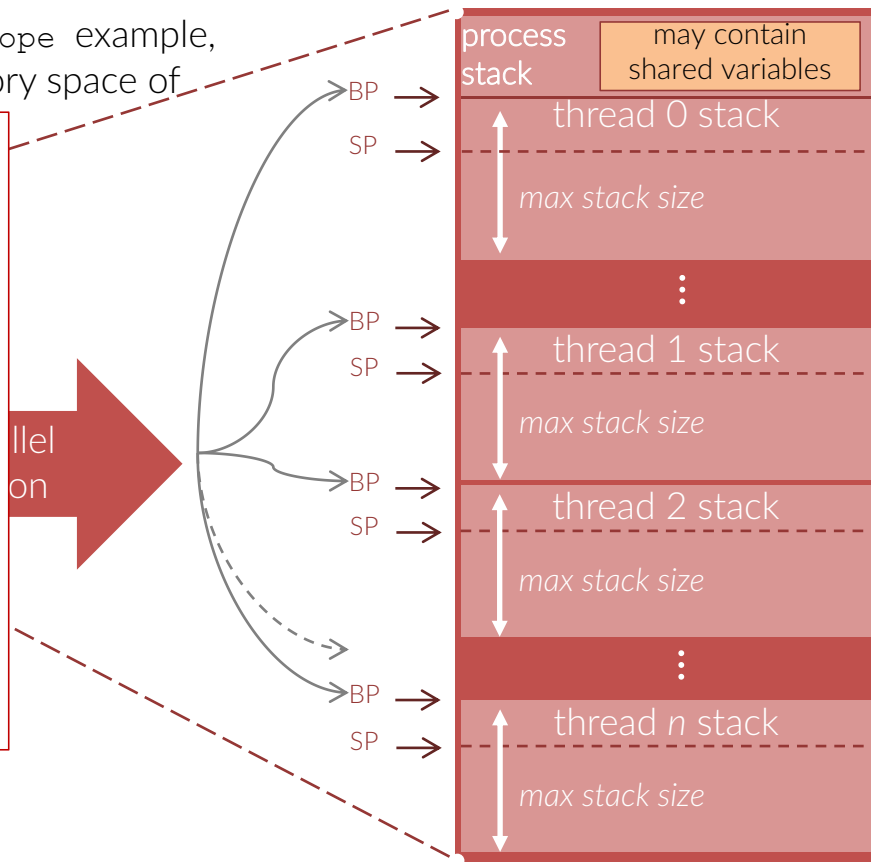 ope example,
ory space of
process
stack
may contain
shared variables
BP
thread 0 stack
SP
max stack size
⋮
BP
thread 1 stack
SP
max stack size
llel
on
BP
thread 2 stack
SP
max stack size
⋮
BP
thread n stack
SP
max stack size